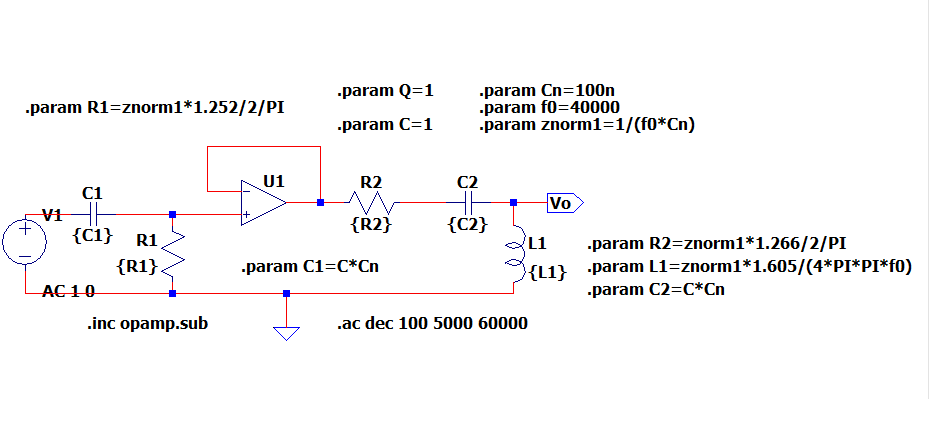 .param Q=1
.param Cn=100n
.param R1=znorm1*1.252/2/PI
.param f0=40000
.param C=1
.param znorm1=1/(f0*Cn)
U1
R2
C2
C1
Vo
V1
{R2}
{C2}
{C1}
R1
L1
.param R2=znorm1*1.266/2/PI
{R1}
.param C1=C*Cn
{L1}
.param L1=znorm1*1.605/(4*PI*PI*f0)
AC 1 0
.param C2=C*Cn
.inc opamp.sub
.ac dec 100 5000 60000